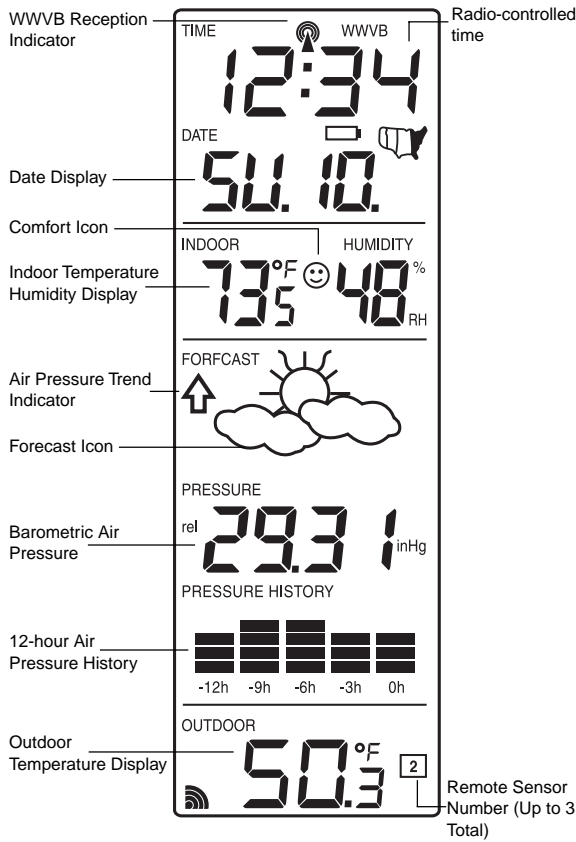 WWVB Reception
Indicator
TIME
WWVB
Radio-controlled
time
12:34
DATE
Date Display
SU. 10.
Comfort Icon
INDOOR
HUMIDITY
Indoor Temperature
Humidity Display
73.5 °F
48 %
RH
FORFCAST
Air Pressure Trend
Indicator
Forecast Icon
PRESSURE
Barometric Air
Pressure
rel 29.31 inHg
PRESSURE HISTORY
12-hour Air
Pressure History
-12h -9h -6h -3h 0h
OUTDOOR
Outdoor
Temperature Display
50.3 °F
2
Remote Sensor
Number (Up to 3
Total)